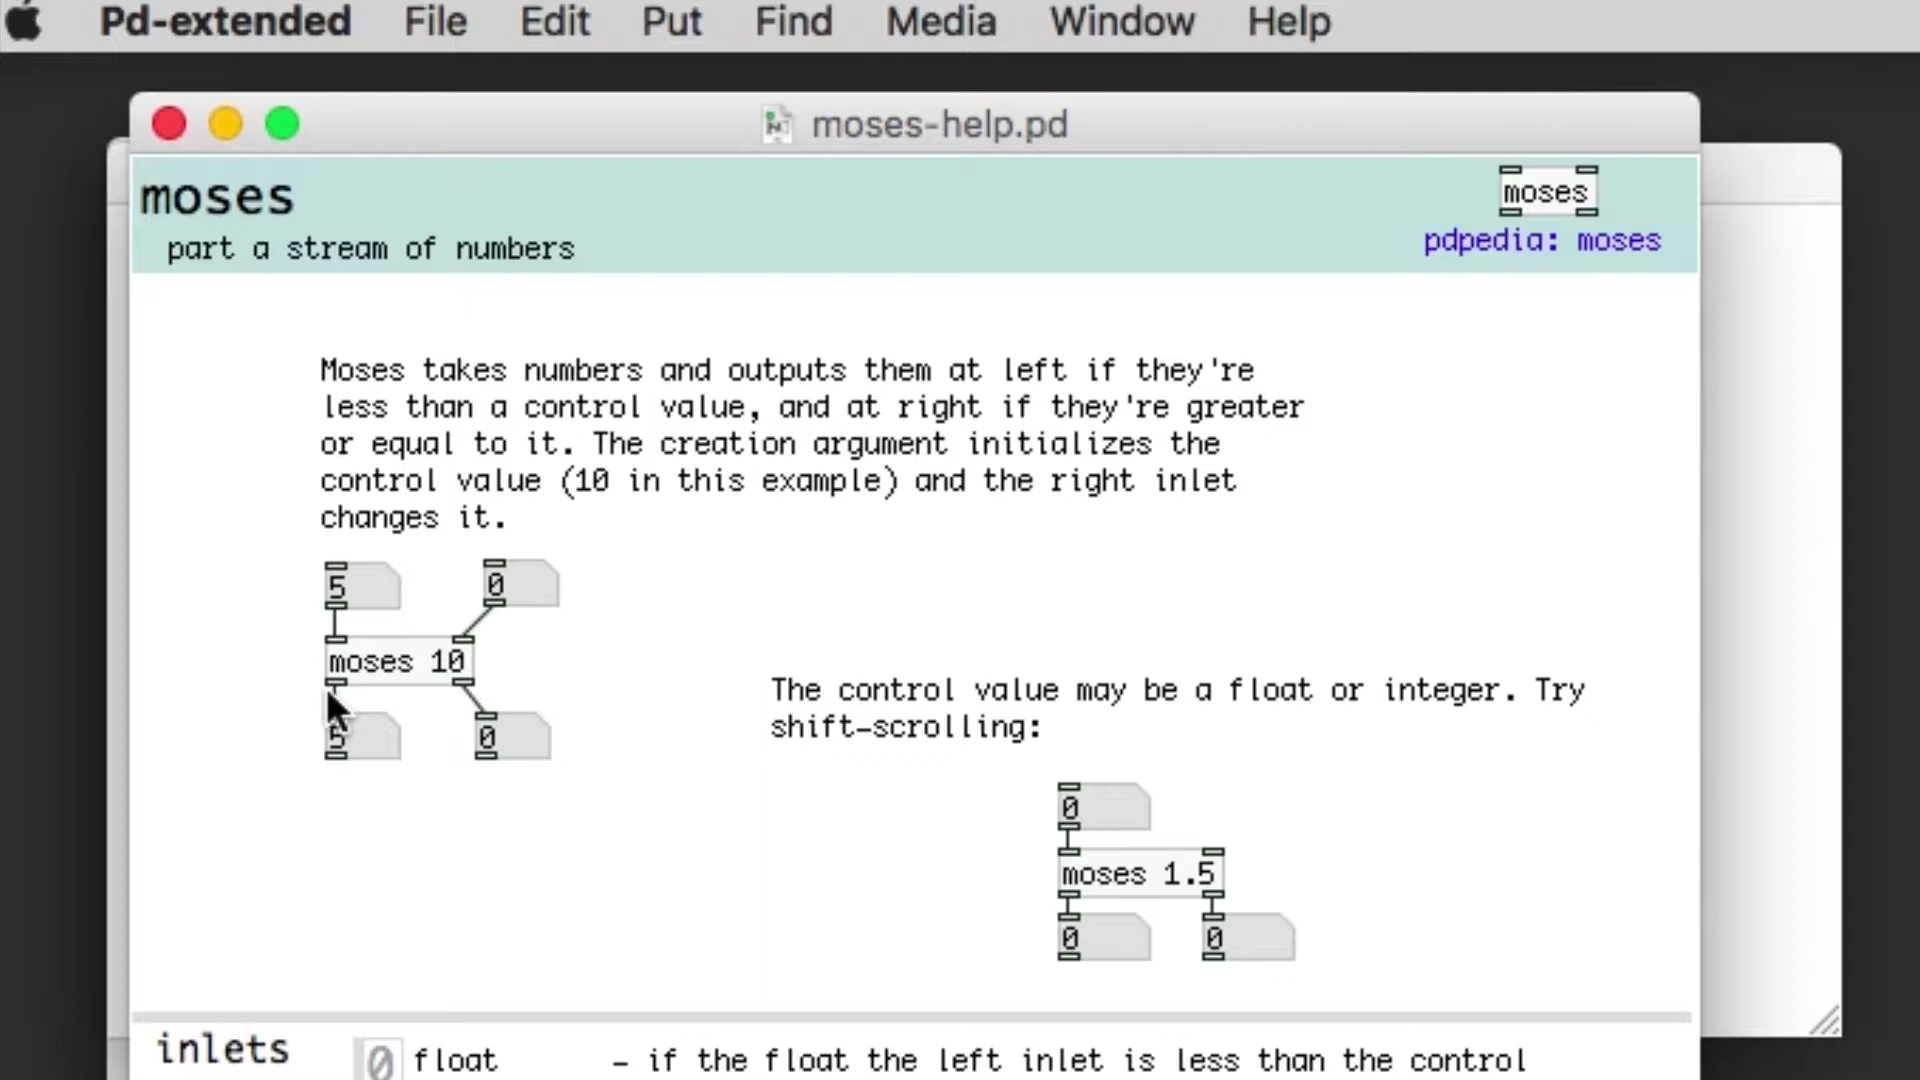 Pd-extended File Edit Put Find Media Window Help
moses-help.pd
moses
part a stream of numbers
moses
pdpedia: moses
Moses takes numbers and outputs them at left if they're
less than a control value, and at right if they're greater
or equal to it. The creation argument initializes the
control value (10 in this example) and the right inlet
changes it.
5 0
moses 10
5 0
The control value may be a float or integer. Try
shift-scrolling:
0
moses 1.5
0 0
inlets 0 float - if the float the left inlet is less than the control